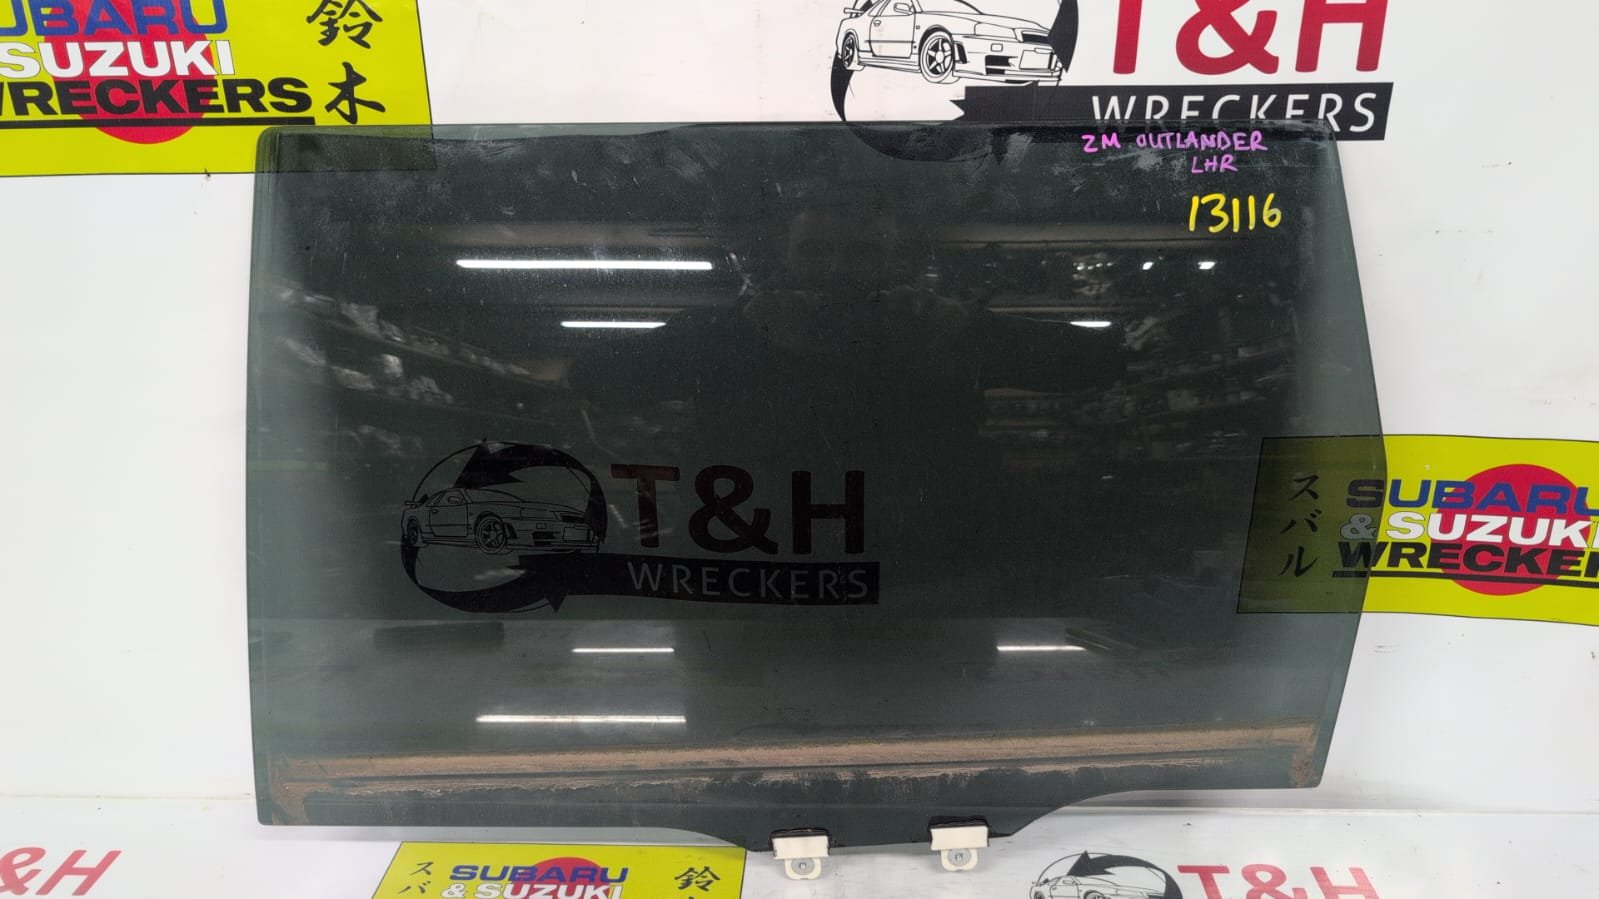 SUBARU
&SUZUKI
WRECKERS
鈴
木
T&H
WRECKERS
ZM OUTLANDER
LHR
13116
T&H
WRECKERS
スバル
SUBARU
&SUZUKI
WRECKERS
T&H
スバ
SUBARU
&SUZUKI
鈴
T&H